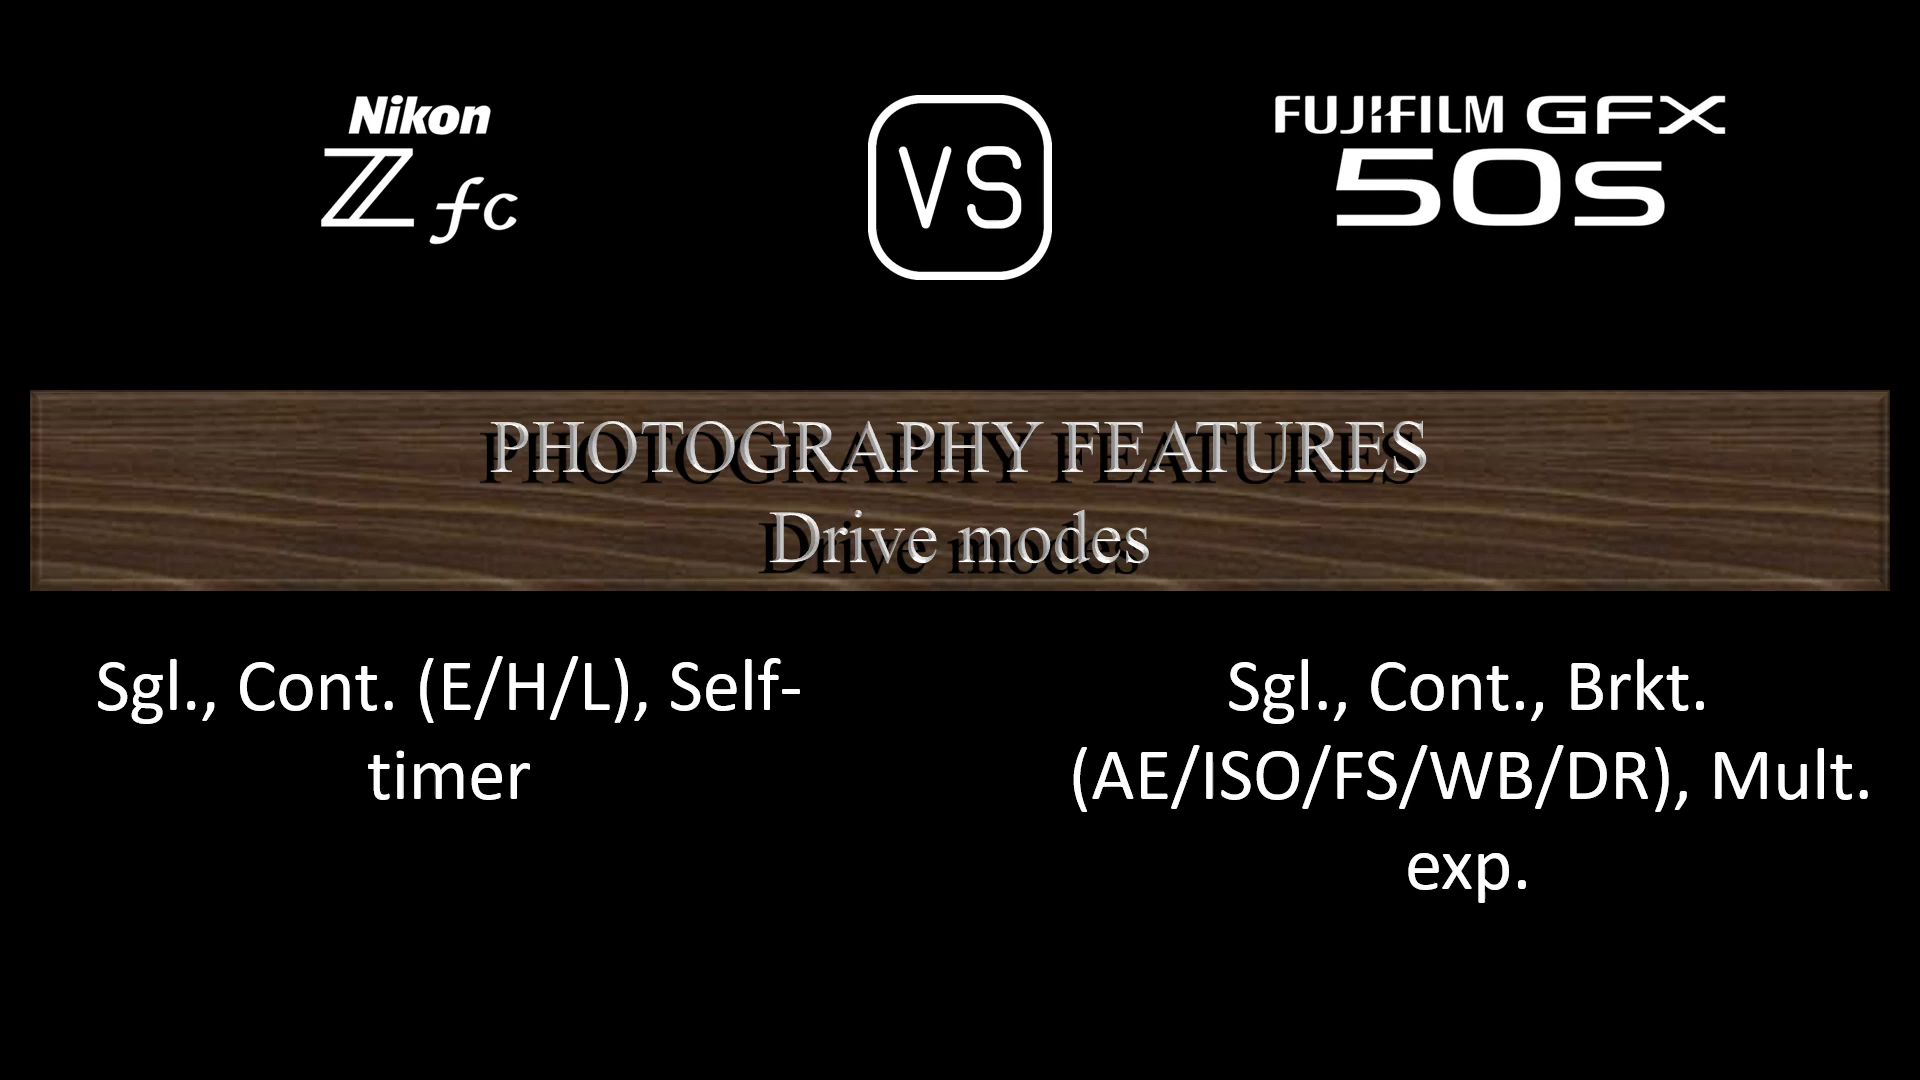 Nikon
Z fc
VS
FUJIFILM GFX
50S
PHOTOGRAPHY FEATURES
Drive modes
Sgl., Cont. (E/H/L), Self-
timer
Sgl., Cont., Brkt.
(AE/ISO/FS/WB/DR), Mult.
exp.